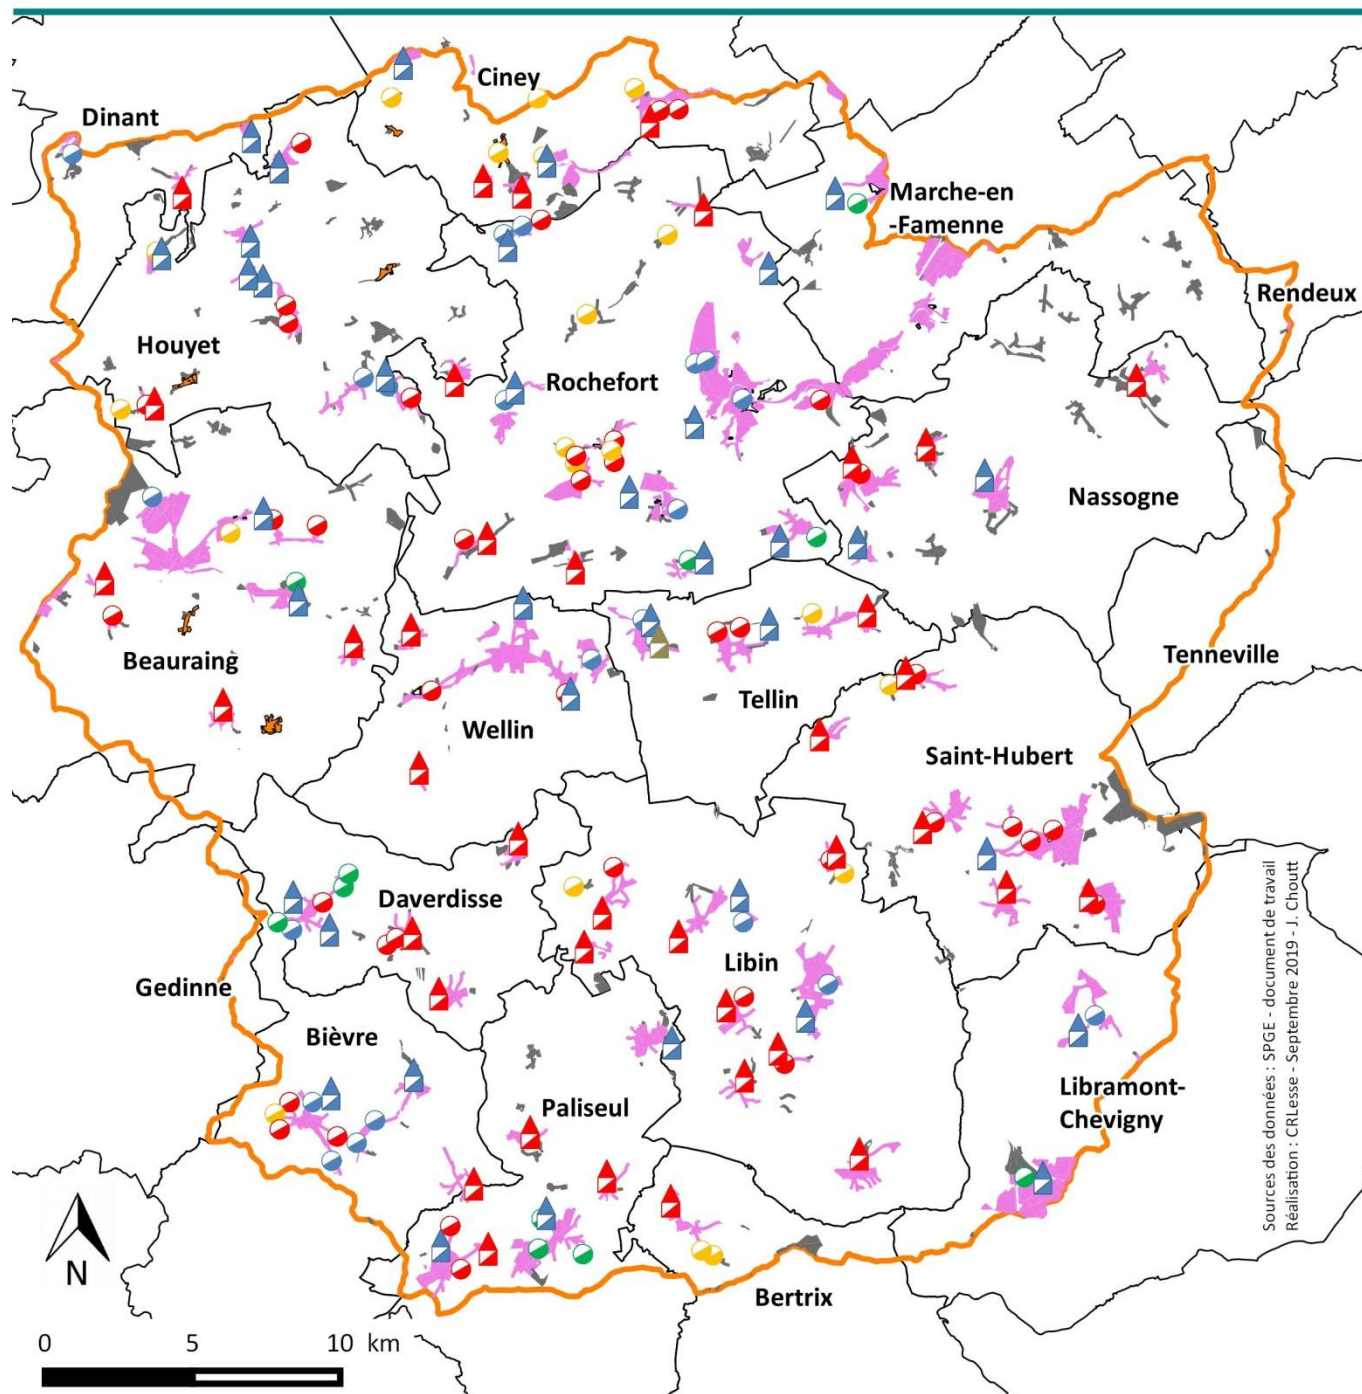 Ciney
Dinant
Marche-en
-Famenne
Rendeux
Houyet
Rochefort
Nassogne
Beauraing
Tenneville
Tellin
Wellin
Saint-Hubert
Daverdisse
Libin
Gedinne
Bièvre
Paliseul
Libramont-
Chevigny
Bertrix
N
0 5 10 km
Sources des données : SPGE - document de travail
Réalisation : CRLesse - Septembre 2019 - J. Choutt